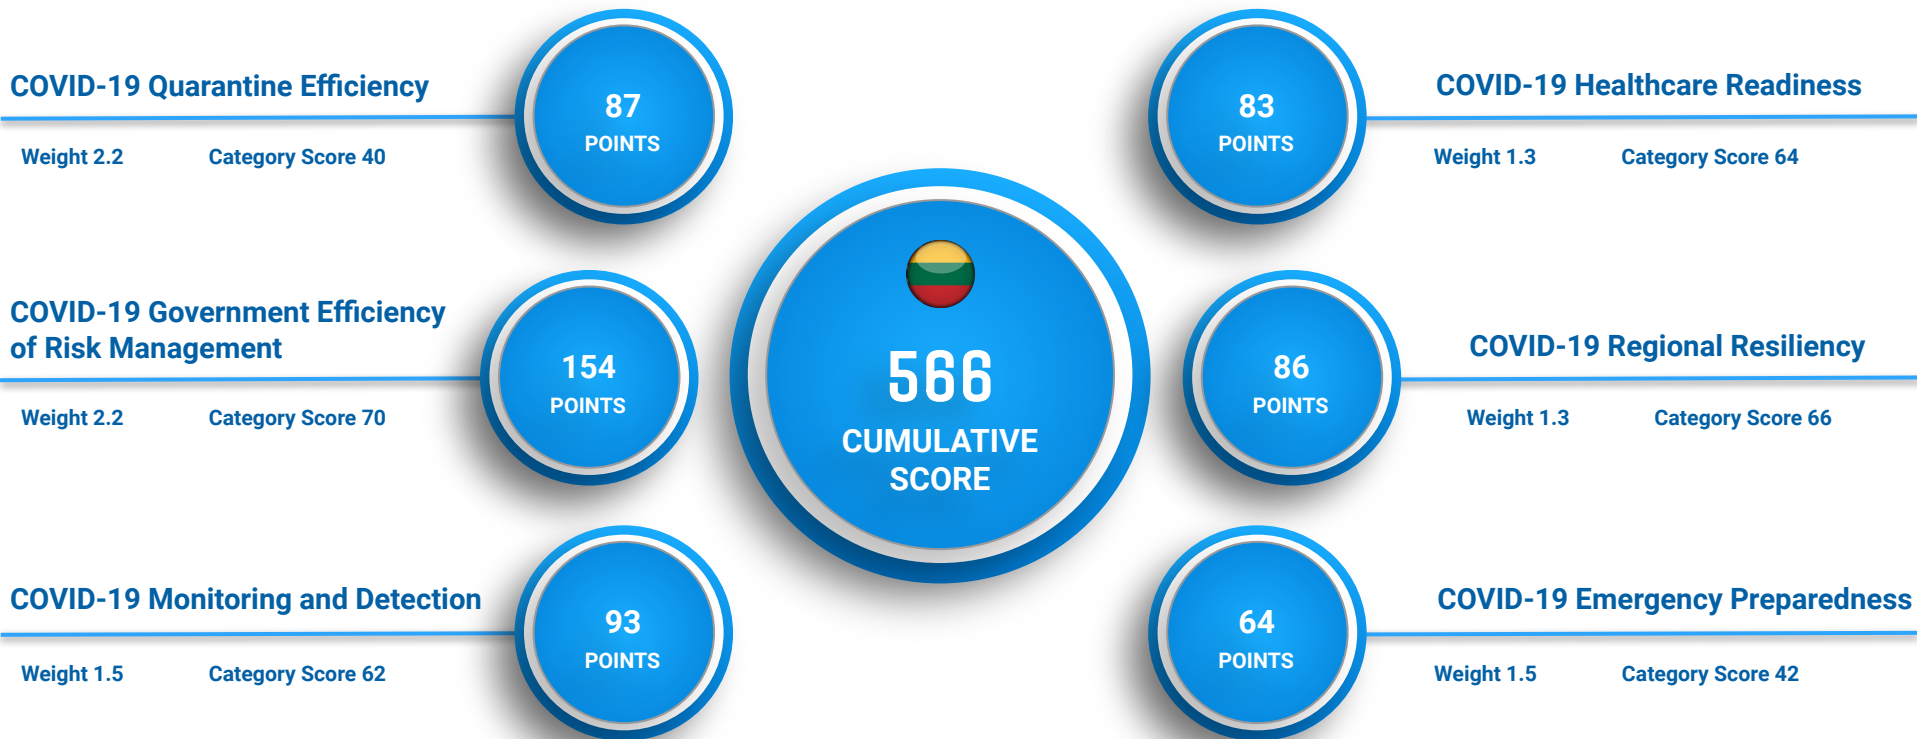 COVID-19 Quarantine Efficiency
87
POINTS
Weight 2.2 Category Score 40
COVID-19 Government Efficiency
of Risk Management
154
POINTS
Weight 2.2 Category Score 70
COVID-19 Monitoring and Detection
93
POINTS
Weight 1.5 Category Score 62
566
CUMULATIVE
SCORE
COVID-19 Healthcare Readiness
83
POINTS
Weight 1.3 Category Score 64
COVID-19 Regional Resiliency
86
POINTS
Weight 1.3 Category Score 66
COVID-19 Emergency Preparedness
64
POINTS
Weight 1.5 Category Score 42